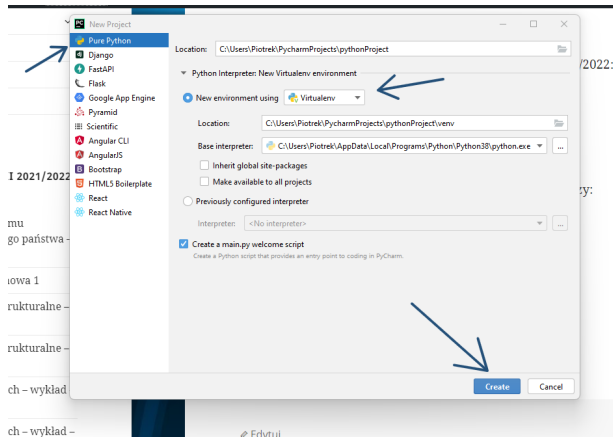 New Project
Pure Python
Django
FastAPI
Flask
Google App Engine
Pyramid
Scientific
Angular CLI
AngularJS
Bootstrap
HTML5 Boilerplate
React
React Native
Location: C:\Users\Piotrek\PycharmProjects\pythonProject
Python Interpreter: New Virtualenv environment
New environment using Virtualenv
Location: C:\Users\Piotrek\PycharmProjects\pythonProject\venv
Base interpreter: C:\Users\Piotrek\AppData\Local\Programs\Python\Python38\python.exe ...
Inherit global site-packages
Make available to all projects
Previously configured interpreter
Interpreter: <No interpreter> ...
Create a main.py welcome script
Create a Python script that provides an entry point to coding in PyCharm.
Create Cancel
I 2021/2022
mu
go państwa -
nowa 1
rukturalne –
rukturalne –
ch – wykład
ch – wykład –
/2022:
zy:
Edytuj